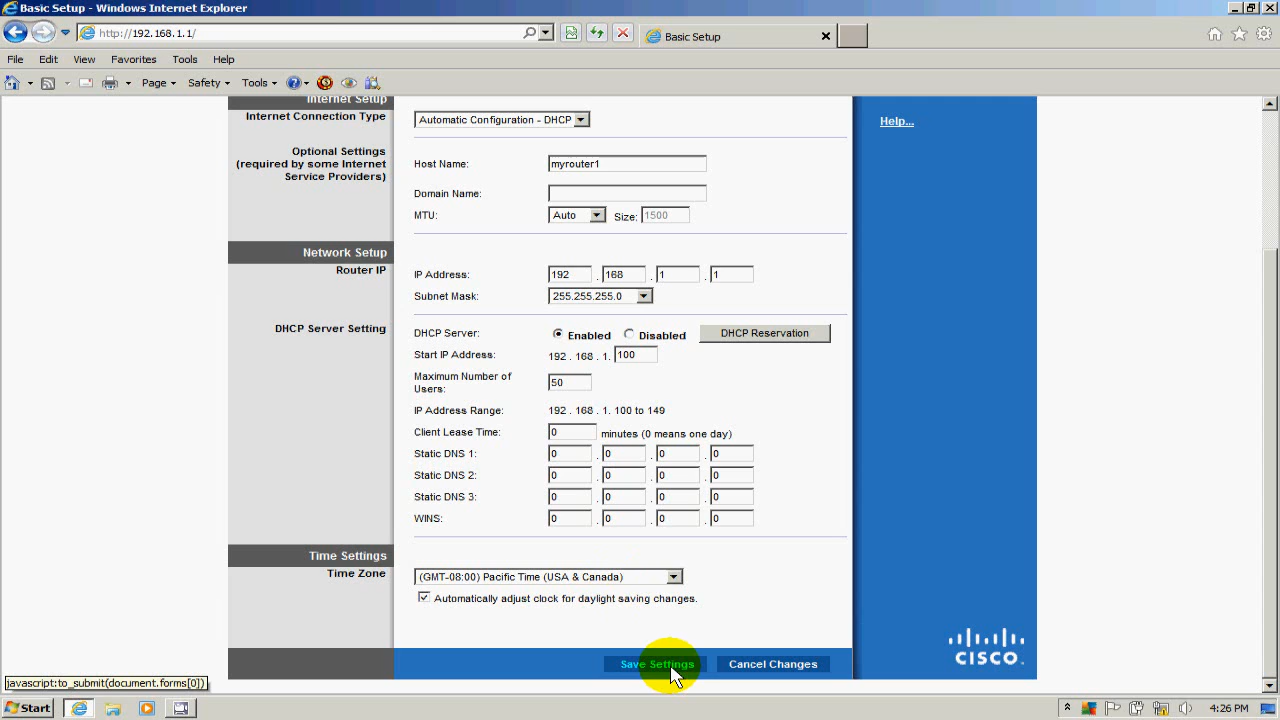 Basic Setup - Windows Internet Explorer
http://192.168.1.1/
Basic Setup
File Edit View Favorites Tools Help
Page Safety Tools
Internet Setup
Internet Connection Type
Automatic Configuration - DHCP
Help...
Optional Settings
(required by some Internet
Service Providers)
Host Name: myrouter1
Domain Name:
MTU: Auto Size: 1500
Network Setup
Router IP
IP Address: 192 . 168 . 1 . 1
Subnet Mask: 255.255.255.0
DHCP Server Setting
DHCP Server: Enabled Disabled DHCP Reservation
Start IP Address: 192 . 168 . 1. 100
Maximum Number of
Users: 50
IP Address Range: 192 . 168 . 1. 100 to 149
Client Lease Time: 0 minutes (0 means one day)
Static DNS 1: 0 . 0 . 0 . 0
Static DNS 2: 0 . 0 . 0 . 0
Static DNS 3: 0 . 0 . 0 . 0
WINS: 0 . 0 . 0 . 0
Time Settings
Time Zone
(GMT-08:00) Pacific Time (USA & Canada)
Automatically adjust clock for daylight saving changes.
Save Settings Cancel Changes
CISCO
javascript:to_submit(document.forms[0])
Start 4:26 PM